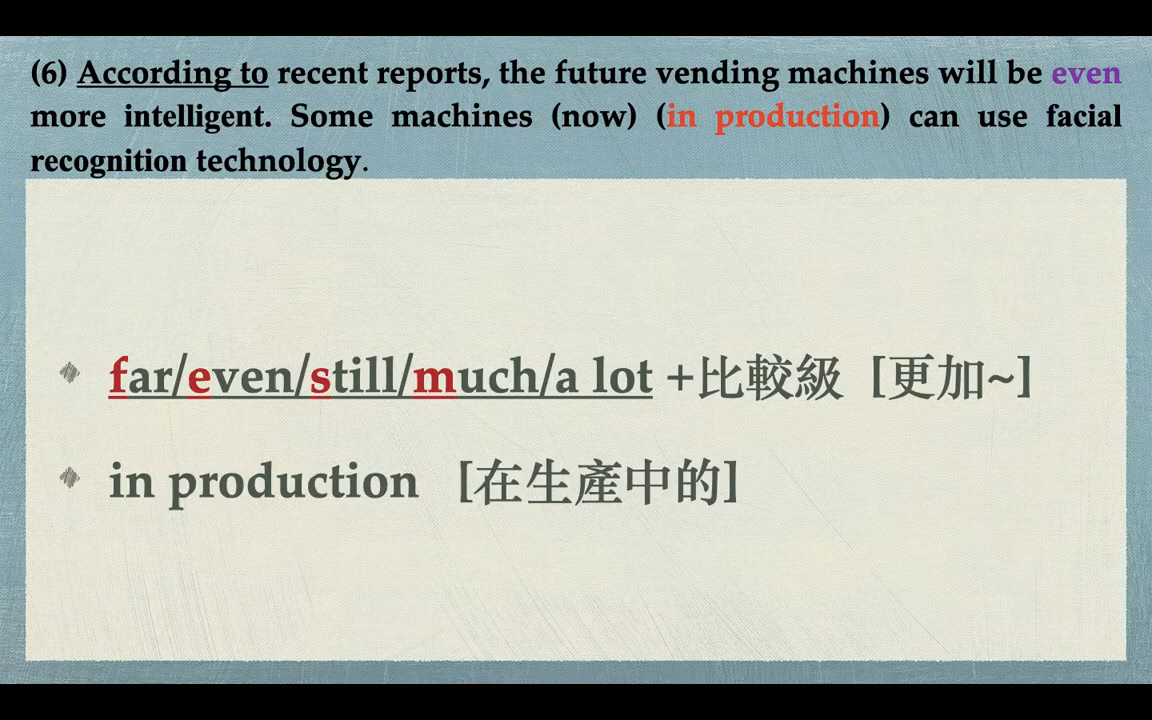 (6) According to recent reports, the future vending machines will be even
more intelligent. Some machines (now) (in production) can use facial
recognition technology.
far/even/still/much/a lot +比較級 [更加~]
in production [在生產中的]